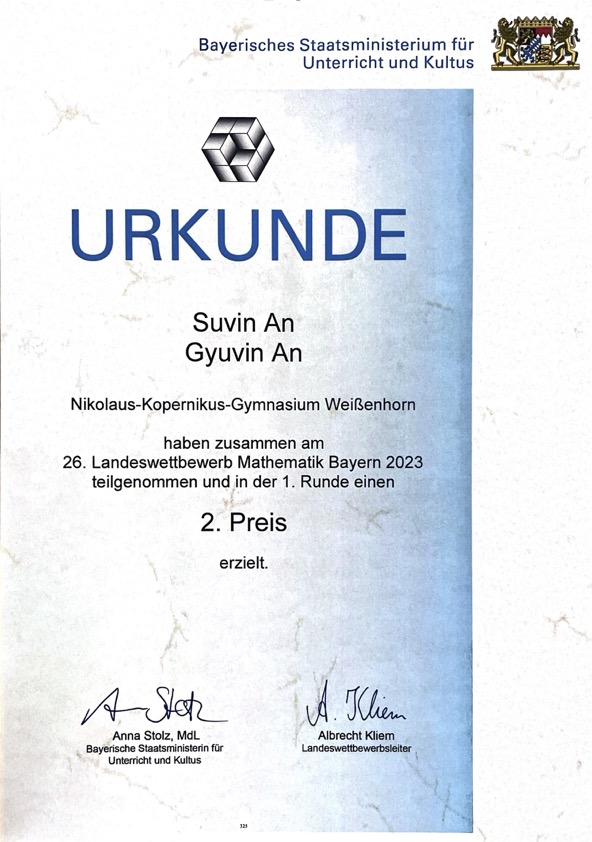 Bayerisches Staatsministerium für
Unterricht und Kultus
URKUNDE
Suvin An
Gyuvin An
Nikolaus-Kopernikus-Gymnasium Weißenhorn
haben zusammen am
26. Landeswettbewerb Mathematik Bayern 2023
teilgenommen und in der 1. Runde einen
2. Preis
erzielt.
A. Stolz
A. Kliem
Anna Stolz, MdL
Bayerische Staatsministerin für
Unterricht und Kultus
Albrecht Kliem
Landeswettbewerbsleiter
325